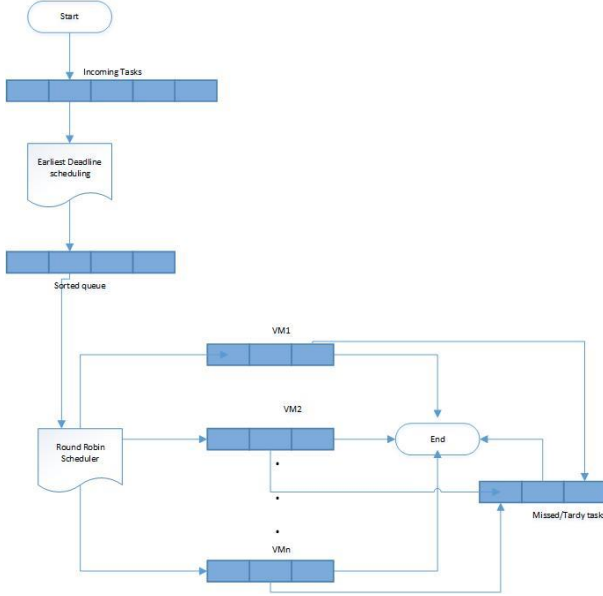 Start
Incoming Tasks
Earliest Deadline
scheduling
Sorted queue
VM1
VM2
Round Robin
Scheduler
End
Missed/Tardy task
VMn